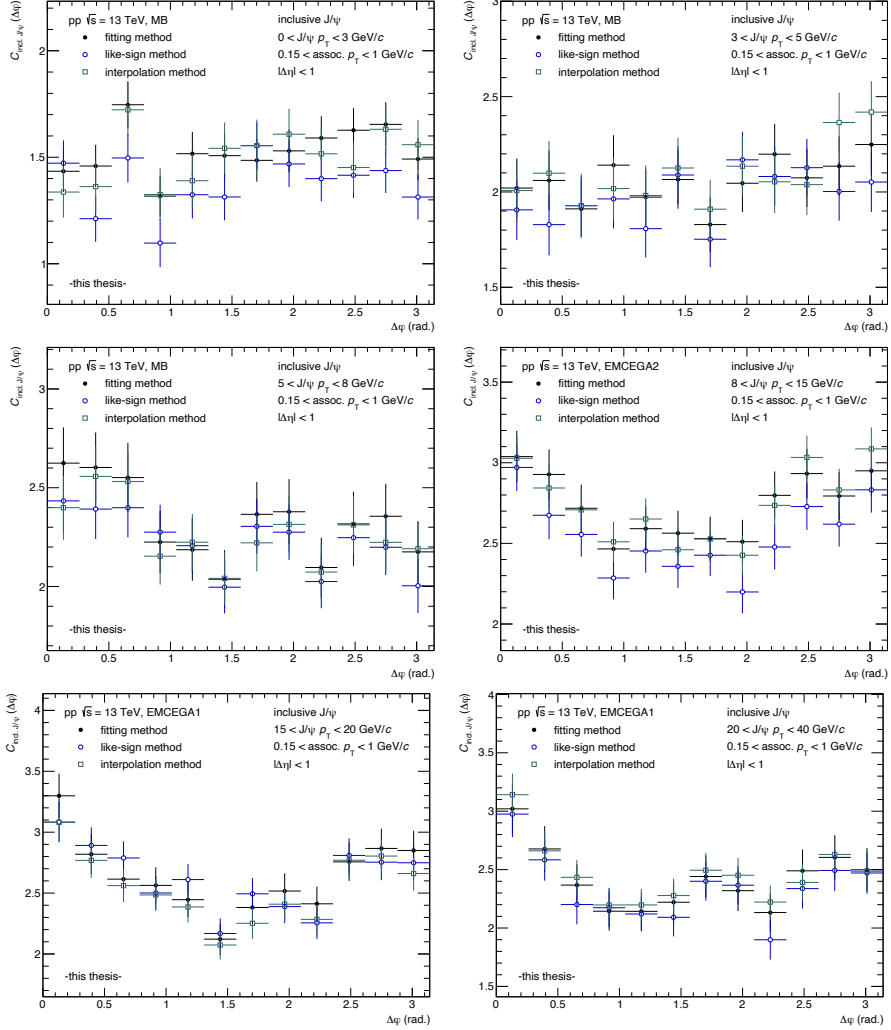 C incl. J/ψ (Δφ)
pp √s = 13 TeV, MB
fitting method
like-sign method
interpolation method
inclusive J/ψ
0 < J/ψ p_T < 3 GeV/c
0.15 < assoc. p_T < 1 GeV/c
|Δη| < 1
2
1.5
1
-this thesis-
0 0.5 1 1.5 2 2.5 3
Δφ (rad.)
C incl. J/ψ (Δφ)
pp √s = 13 TeV, MB
fitting method
like-sign method
interpolation method
inclusive J/ψ
3 < J/ψ p_T < 5 GeV/c
0.15 < assoc. p_T < 1 GeV/c
|Δη| < 1
3
2.5
2
1.5
-this thesis-
0 0.5 1 1.5 2 2.5 3
Δφ (rad.)
C incl. J/ψ (Δφ)
pp √s = 13 TeV, MB
fitting method
like-sign method
interpolation method
inclusive J/ψ
5 < J/ψ p_T < 8 GeV/c
0.15 < assoc. p_T < 1 GeV/c
|Δη| < 1
3
2.5
2
-this thesis-
0 0.5 1 1.5 2 2.5 3
Δφ (rad.)
C incl. J/ψ (Δφ)
pp √s = 13 TeV, EMCEGA2
fitting method
like-sign method
interpolation method
inclusive J/ψ
8 < J/ψ p_T < 15 GeV/c
0.15 < assoc. p_T < 1 GeV/c
|Δη| < 1
3.5
3
2.5
2
-this thesis-
0 0.5 1 1.5 2 2.5 3
Δφ (rad.)
C incl. J/ψ (Δφ)
pp √s = 13 TeV, EMCEGA1
fitting method
like-sign method
interpolation method
inclusive J/ψ
15 < J/ψ p_T < 20 GeV/c
0.15 < assoc. p_T < 1 GeV/c
|Δη| < 1
4
3.5
3
2.5
2
-this thesis-
0 0.5 1 1.5 2 2.5 3
Δφ (rad.)
C incl. J/ψ (Δφ)
pp √s = 13 TeV, EMCEGA1
fitting method
like-sign method
interpolation method
inclusive J/ψ
20 < J/ψ p_T < 40 GeV/c
0.15 < assoc. p_T < 1 GeV/c
|Δη| < 1
4
3.5
3
2.5
2
1.5
-this thesis-
0 0.5 1 1.5 2 2.5 3
Δφ (rad.)